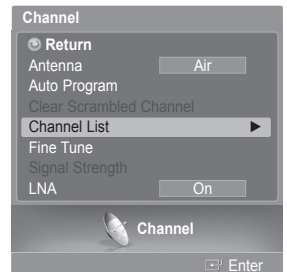 Channel
Return
Antenna Air
Auto Program
Clear Scrambled Channel
Channel List
Fine Tune
Signal Strength
LNA On
Channel
Enter